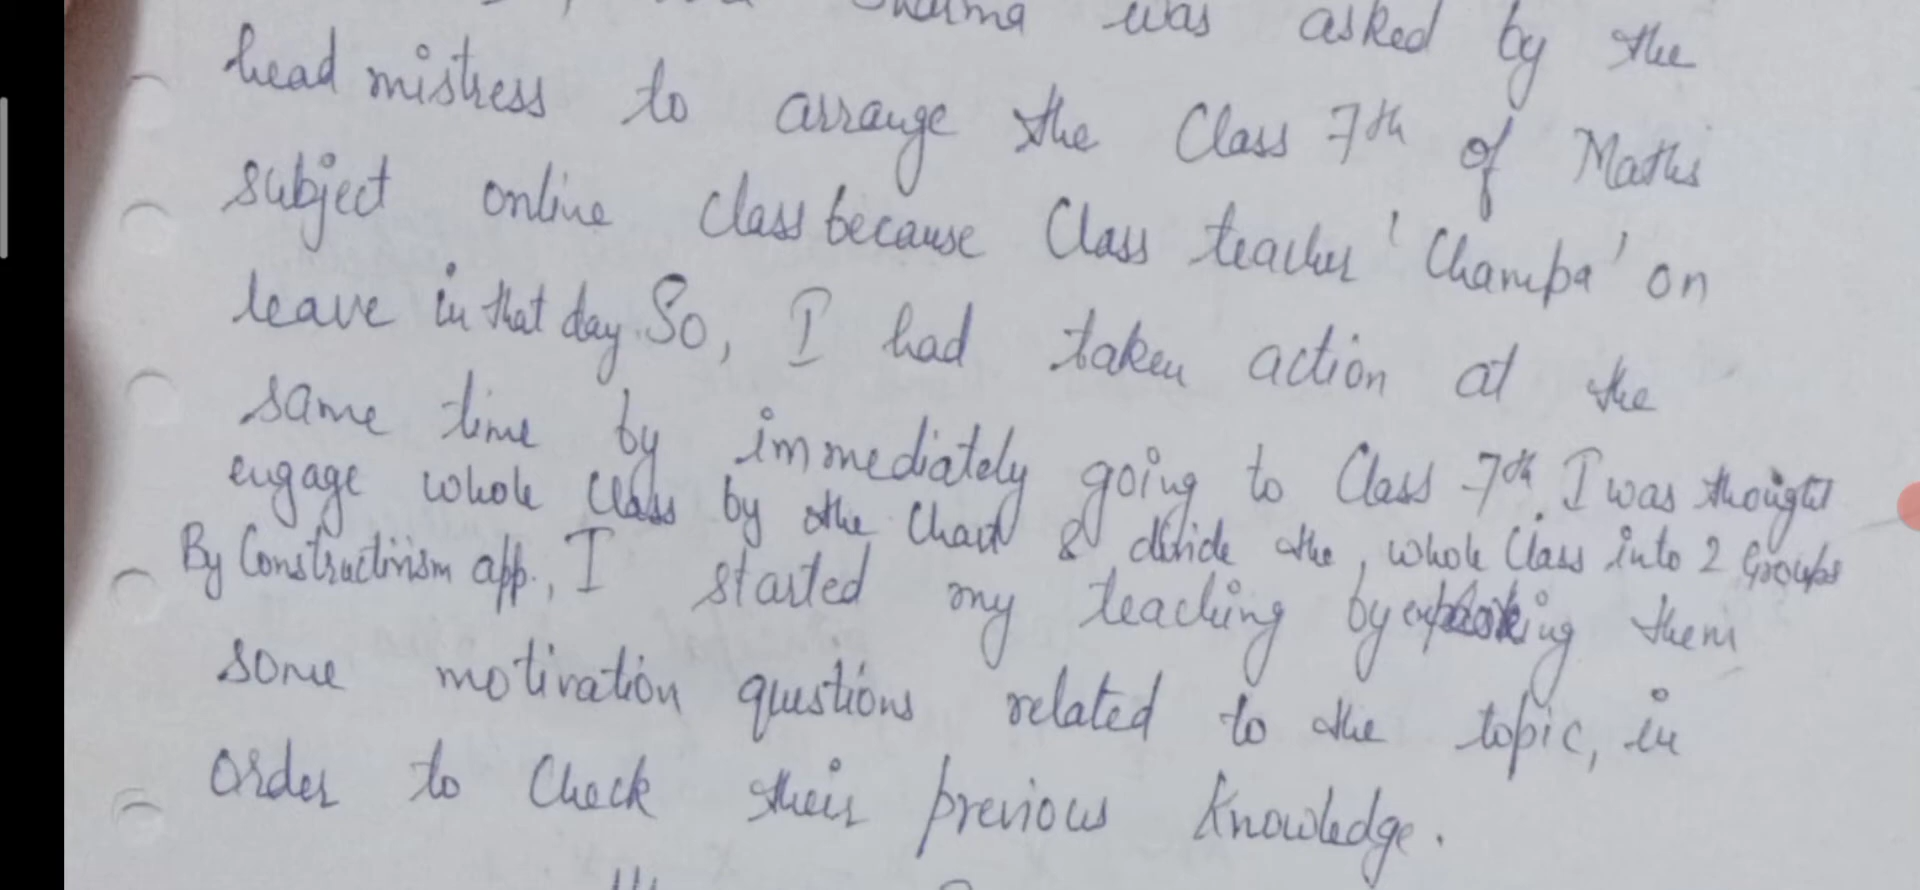 was asked by the
head mistress to arrange the Class 7th of Maths
subject online class because Class teacher 'Champa' on
leave in that day. So, I had taken action at the
same time by immediately going to Class 7th. I was thought
engage whole class by the Chart & divide the, whole Class into 2 Groups
By Constructivism app., I started my teaching by them
some motivation questions related to the topic, in
order to Check their previous Knowledge.